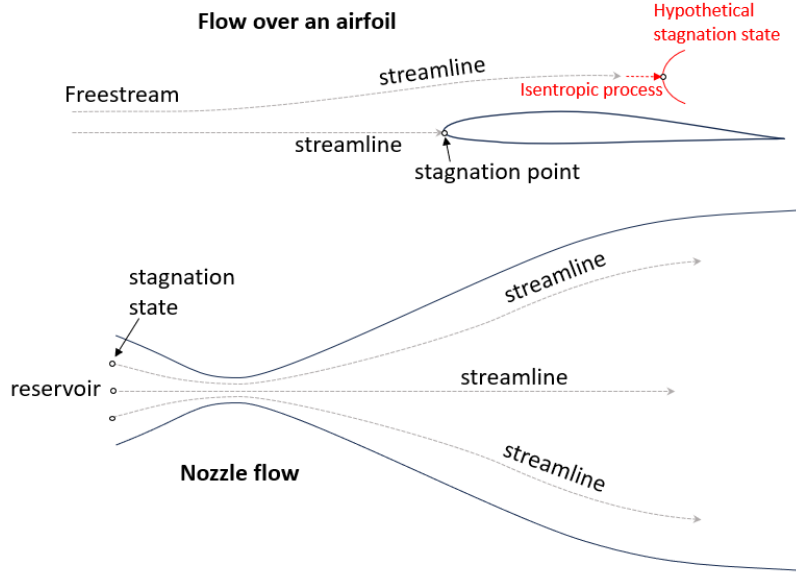 Flow over an airfoil
Hypothetical
stagnation state
streamline
Isentropic process
Freestream
streamline
stagnation point
stagnation
state
streamline
reservoir
streamline
streamline
Nozzle flow